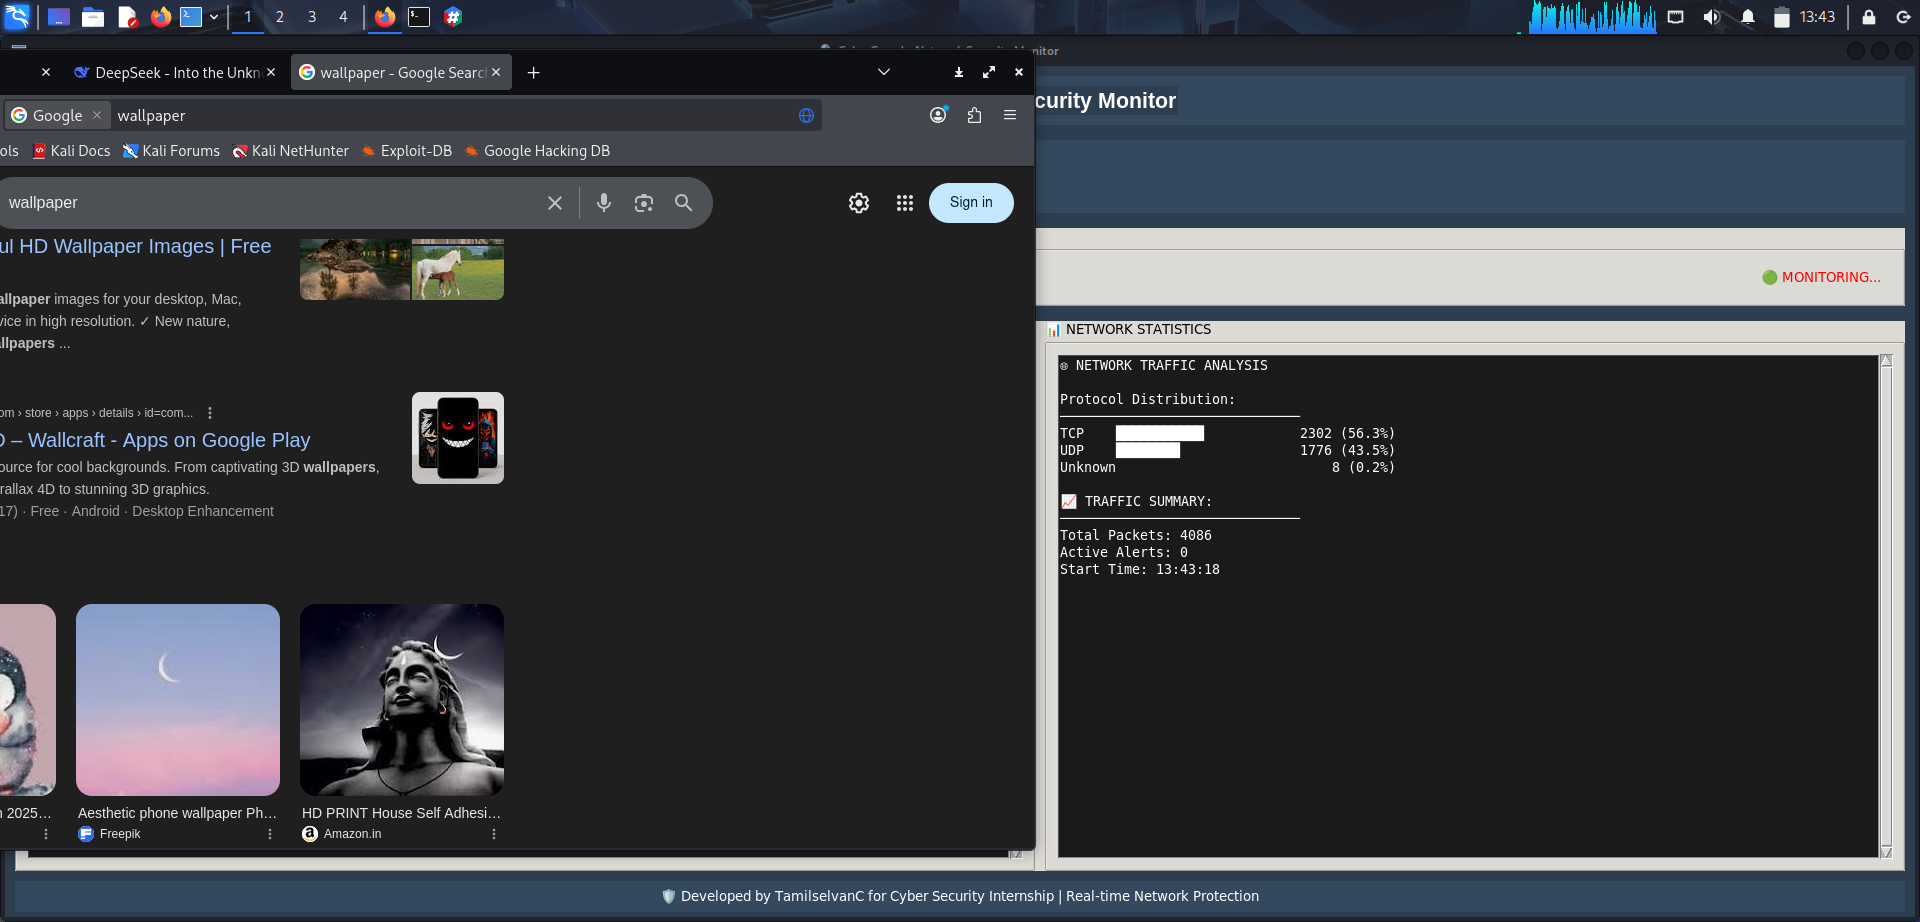 1 2 3 4
13:43
nitor
DeepSeek - Into the Unkn
wallpaper - Google Searc
Google
wallpaper
ols
Kali Docs
Kali Forums
Kali NetHunter
Exploit-DB
Google Hacking DB
wallpaper
Sign in
ul HD Wallpaper Images | Free
allpaper images for your desktop, Mac,
vice in high resolution. ✓ New nature,
llpapers ...
om › store › apps › details › id=com...
D – Wallcraft - Apps on Google Play
ource for cool backgrounds. From captivating 3D wallpapers,
rallax 4D to stunning 3D graphics.
17) · Free · Android · Desktop Enhancement
2025...
Aesthetic phone wallpaper Ph...
Freepik
HD PRINT House Self Adhesi...
Amazon.in
curity Monitor
MONITORING...
NETWORK STATISTICS
NETWORK TRAFFIC ANALYSIS
Protocol Distribution:
TCP 2302 (56.3%)
UDP 1776 (43.5%)
Unknown 8 (0.2%)
TRAFFIC SUMMARY:
Total Packets: 4086
Active Alerts: 0
Start Time: 13:43:18
Developed by TamilselvanC for Cyber Security Internship | Real-time Network Protection